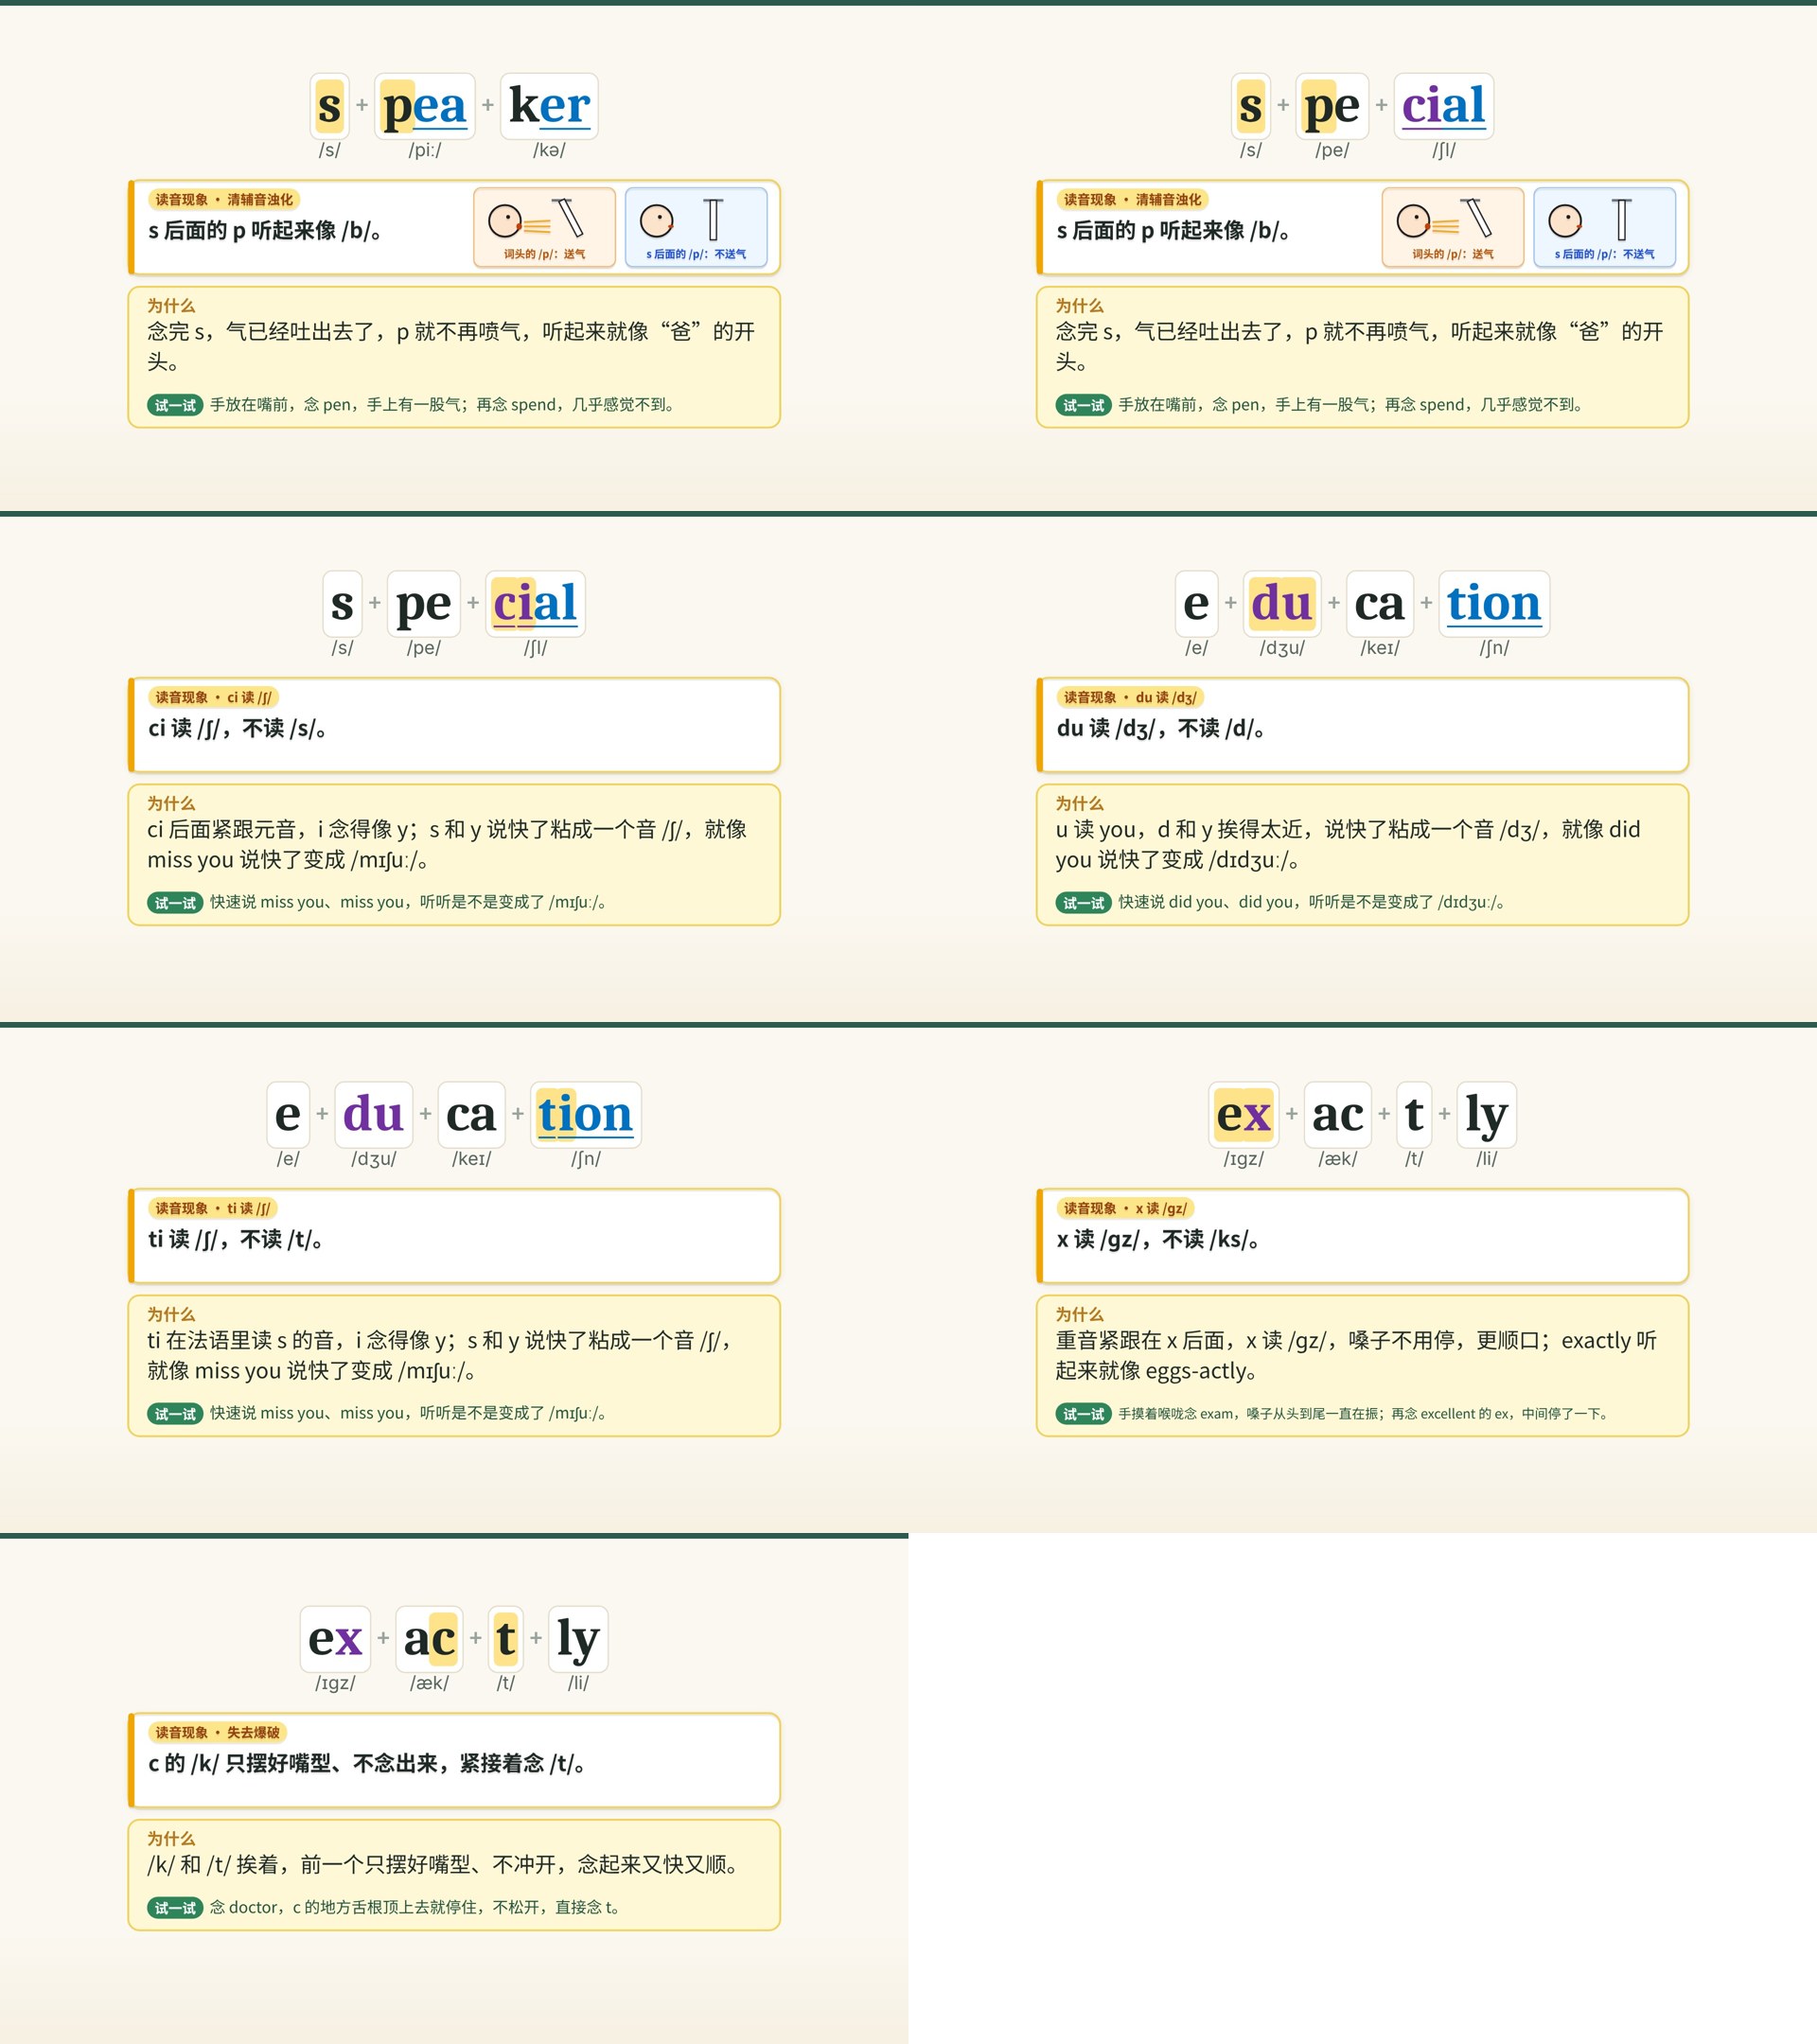 s + pea + ker
/s/ /piː/ /kə/
读音现象 · 清辅音浊化
s 后面的 p 听起来像 /b/。
词头的 /p/：送气
s 后面的 /p/：不送气
为什么
念完 s，气已经吐出去了，p 就不再喷气，听起来就像“爸”的开
头。
试一试 手放在嘴前，念 pen，手上有一股气；再念 spend，几乎感觉不到。
s + pe + cial
/s/ /pe/ /ʃl/
读音现象 · 清辅音浊化
s 后面的 p 听起来像 /b/。
词头的 /p/：送气
s 后面的 /p/：不送气
为什么
念完 s，气已经吐出去了，p 就不再喷气，听起来就像“爸”的开
头。
试一试 手放在嘴前，念 pen，手上有一股气；再念 spend，几乎感觉不到。
s + pe + cial
/s/ /pe/ /ʃl/
读音现象 · ci 读 /ʃ/
ci 读 /ʃ/，不读 /s/。
为什么
ci 后面紧跟元音，i 念得像 y；s 和 y 说快了粘成一个音 /ʃ/，就像
miss you 说快了变成 /mɪʃuː/。
试一试 快速说 miss you、miss you，听听是不是变成了 /mɪʃuː/。
e + du + ca + tion
/e/ /dʒu/ /keɪ/ /ʃn/
读音现象 · du 读 /dʒ/
du 读 /dʒ/，不读 /d/。
为什么
u 读 you，d 和 y 挨得太近，说快了粘成一个音 /dʒ/，就像 did
you 说快了变成 /dɪdʒuː/。
试一试 快速说 did you、did you，听听是不是变成了 /dɪdʒuː/。
e + du + ca + tion
/e/ /dʒu/ /keɪ/ /ʃn/
读音现象 · ti 读 /ʃ/
ti 读 /ʃ/，不读 /t/。
为什么
ti 在法语里读 s 的音，i 念得像 y；s 和 y 说快了粘成一个音 /ʃ/，
就像 miss you 说快了变成 /mɪʃuː/。
试一试 快速说 miss you、miss you，听听是不是变成了 /mɪʃuː/。
ex + ac + t + ly
/ɪgz/ /æk/ /t/ /li/
读音现象 · x 读 /gz/
x 读 /gz/，不读 /ks/。
为什么
重音紧跟在 x 后面，x 读 /gz/，嗓子不用停，更顺口；exactly 听
起来就像 eggs-actly。
试一试 手摸着喉咙念 exam，嗓子从头到尾一直在振；再念 excellent 的 ex，中间停了一下。
ex + ac + t + ly
/ɪgz/ /æk/ /t/ /li/
读音现象 · 失去爆破
c 的 /k/ 只摆好嘴型、不念出来，紧接着念 /t/。
为什么
/k/ 和 /t/ 挨着，前一个只摆好嘴型、不冲开，念起来又快又顺。
试一试 念 doctor，c 的地方舌根顶上去就停住，不松开，直接念 t。